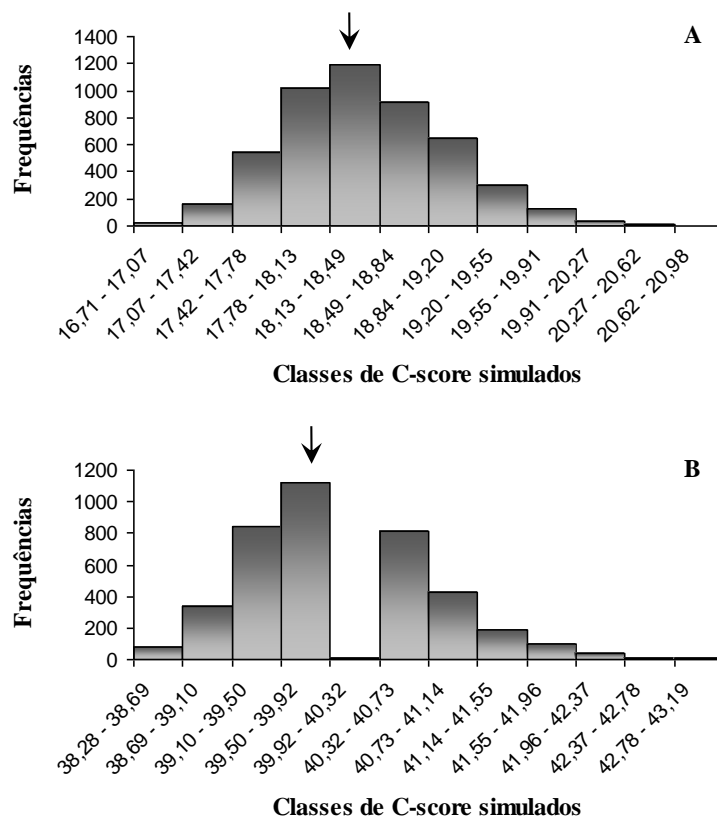 A
Frequências
1400
1200
1000
800
600
400
200
0
16,71 - 17,07
17,07 - 17,42
17,42 - 17,78
17,78 - 18,13
18,13 - 18,49
18,49 - 18,84
18,84 - 19,20
19,20 - 19,55
19,55 - 19,91
19,91 - 20,27
20,27 - 20,62
20,62 - 20,98
Classes de C-score simulados
B
Frequências
1200
1000
800
600
400
200
0
38,28 - 38,69
38,69 - 39,10
39,10 - 39,50
39,50 - 39,92
39,92 - 40,32
40,32 - 40,73
40,73 - 41,14
41,14 - 41,55
41,55 - 41,96
41,96 - 42,37
42,37 - 42,78
42,78 - 43,19
Classes de C-score simulados